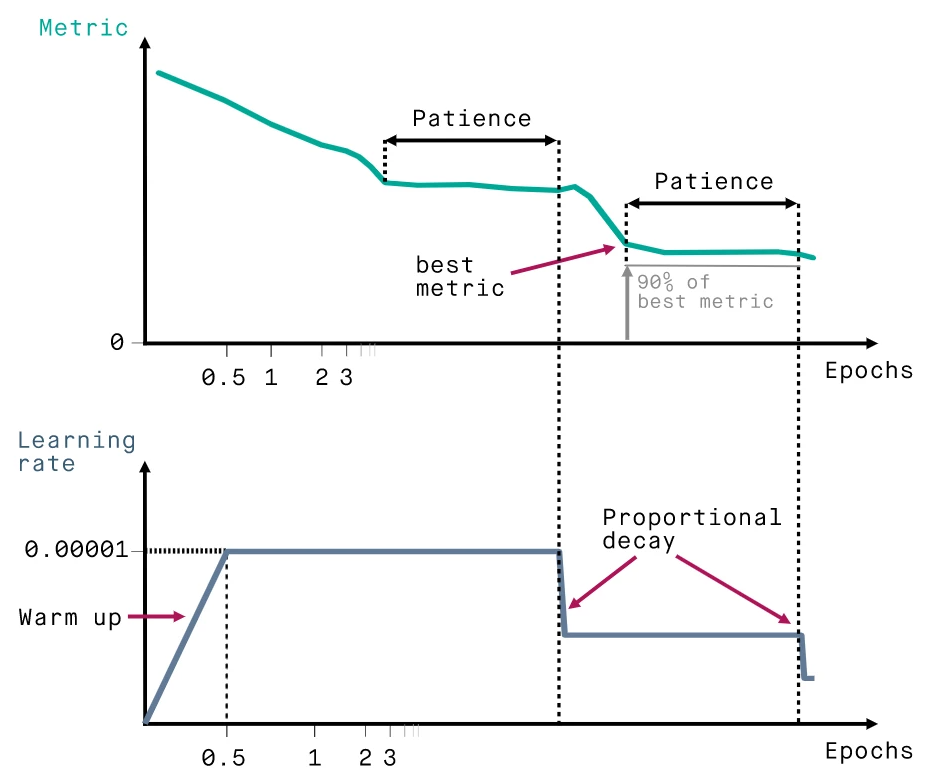 Metric
Patience
Patience
best
metric
90% of
best metric
0
0.5 1 2 3
Epochs
Learning
rate
0.00001
Proportional
decay
Warm up
0.5 1 2 3
Epochs